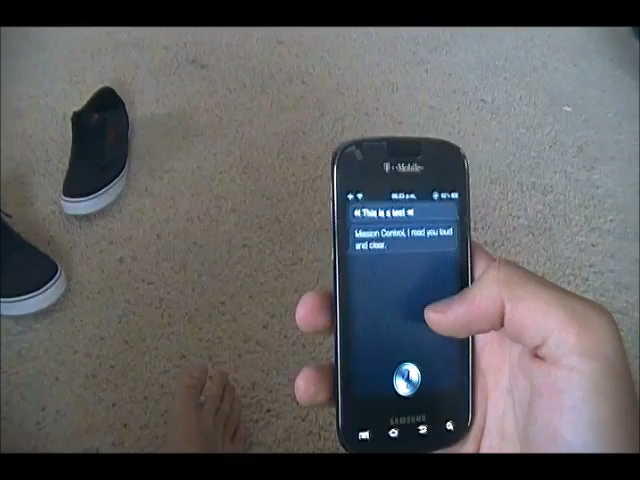 T··Mobile·
" This is a test "
Mission Control, I read you loud
and clear.
SAMSUNG